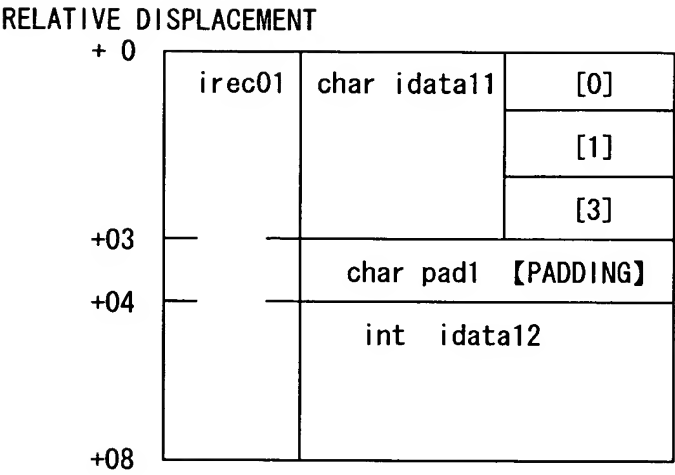 RELATIVE DISPLACEMENT
+ 0
irec01 char idata11 [0]
[1]
[3]
+03
char pad1 【PADDING】
+04
int idata12
+08